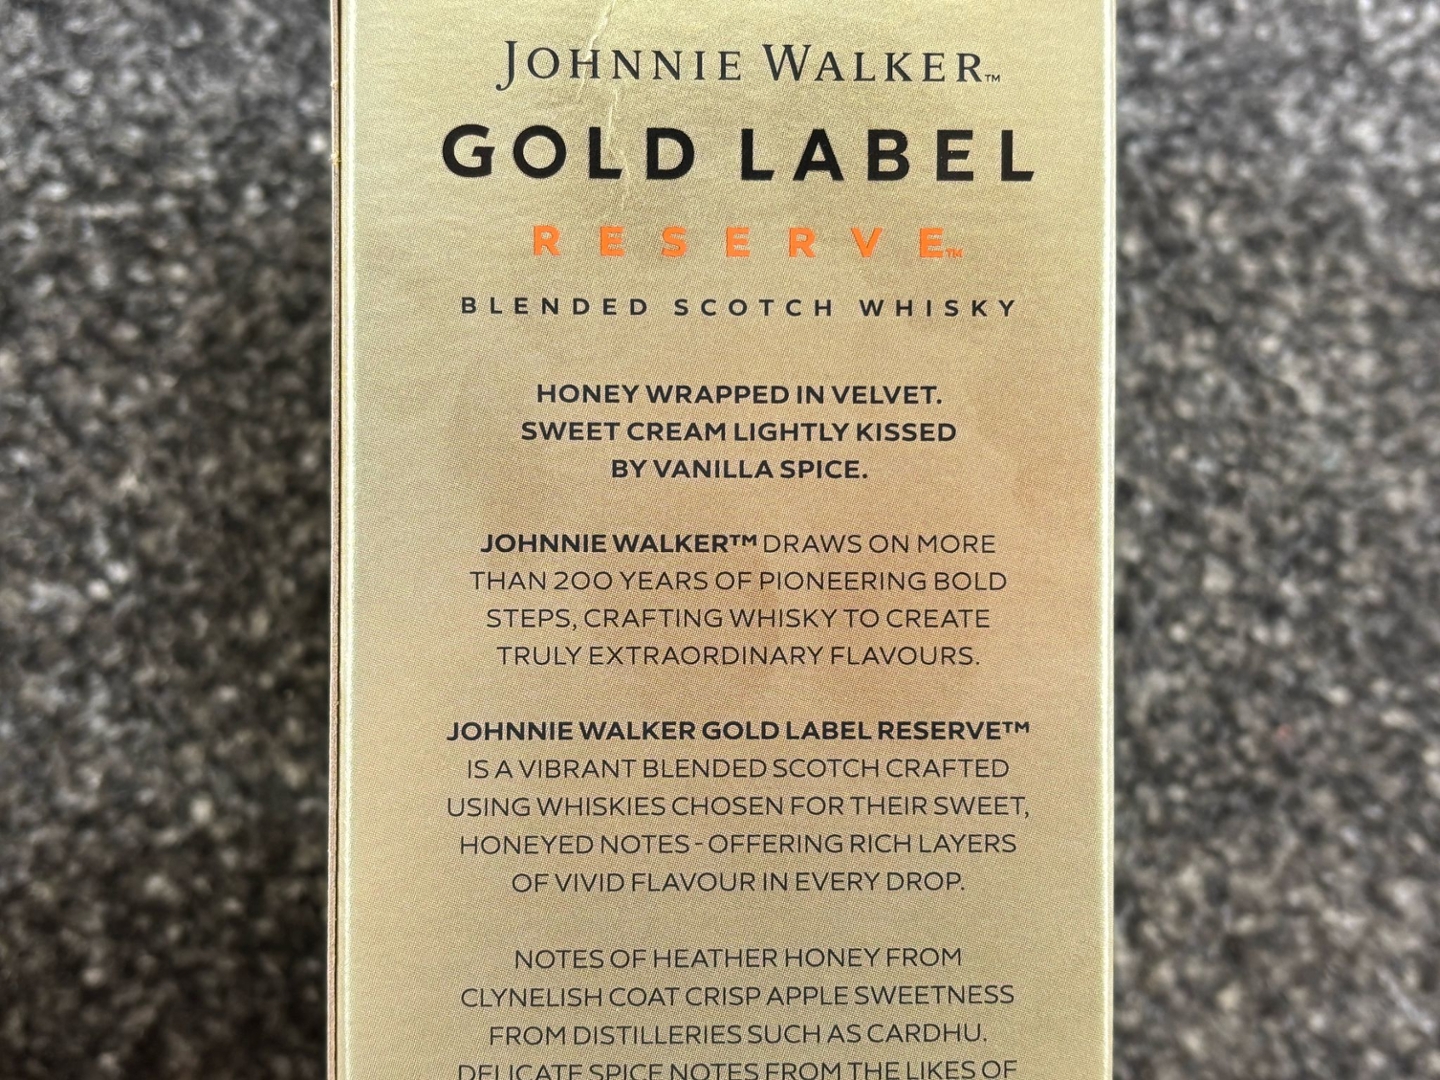 JOHNNIE WALKER™
GOLD LABEL
RESERVE™
BLENDED SCOTCH WHISKY
HONEY WRAPPED IN VELVET.
SWEET CREAM LIGHTLY KISSED
BY VANILLA SPICE.
JOHNNIE WALKER™ DRAWS ON MORE
THAN 200 YEARS OF PIONEERING BOLD
STEPS, CRAFTING WHISKY TO CREATE
TRULY EXTRAORDINARY FLAVOURS.
JOHNNIE WALKER GOLD LABEL RESERVE™
IS A VIBRANT BLENDED SCOTCH CRAFTED
USING WHISKIES CHOSEN FOR THEIR SWEET,
HONEYED NOTES - OFFERING RICH LAYERS
OF VIVID FLAVOUR IN EVERY DROP.
NOTES OF HEATHER HONEY FROM
CLYNELISH COAT CRISP APPLE SWEETNESS
FROM DISTILLERIES SUCH AS CARDHU.
DELICATE SPICE NOTES FROM THE LIKES OF